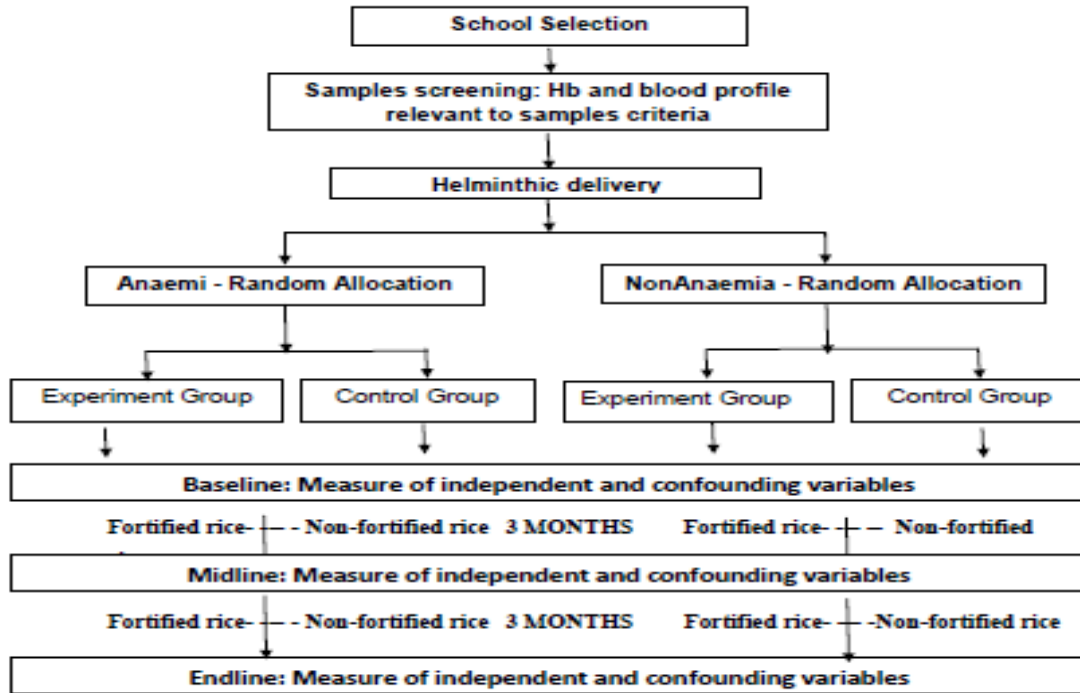 School Selection
Samples screening: Hb and blood profile
relevant to samples criteria
Helminthic delivery
Anaemi - Random Allocation
NonAnaemia - Random Allocation
Experiment Group
Control Group
Experiment Group
Control Group
Baseline: Measure of independent and confounding variables
Fortified rice- - Non-fortified rice 3 MONTHS Fortified rice- - Non-fortified
Midline: Measure of independent and confounding variables
Fortified rice- - Non-fortified rice 3 MONTHS Fortified rice- -Non-fortified rice
Endline: Measure of independent and confounding variables